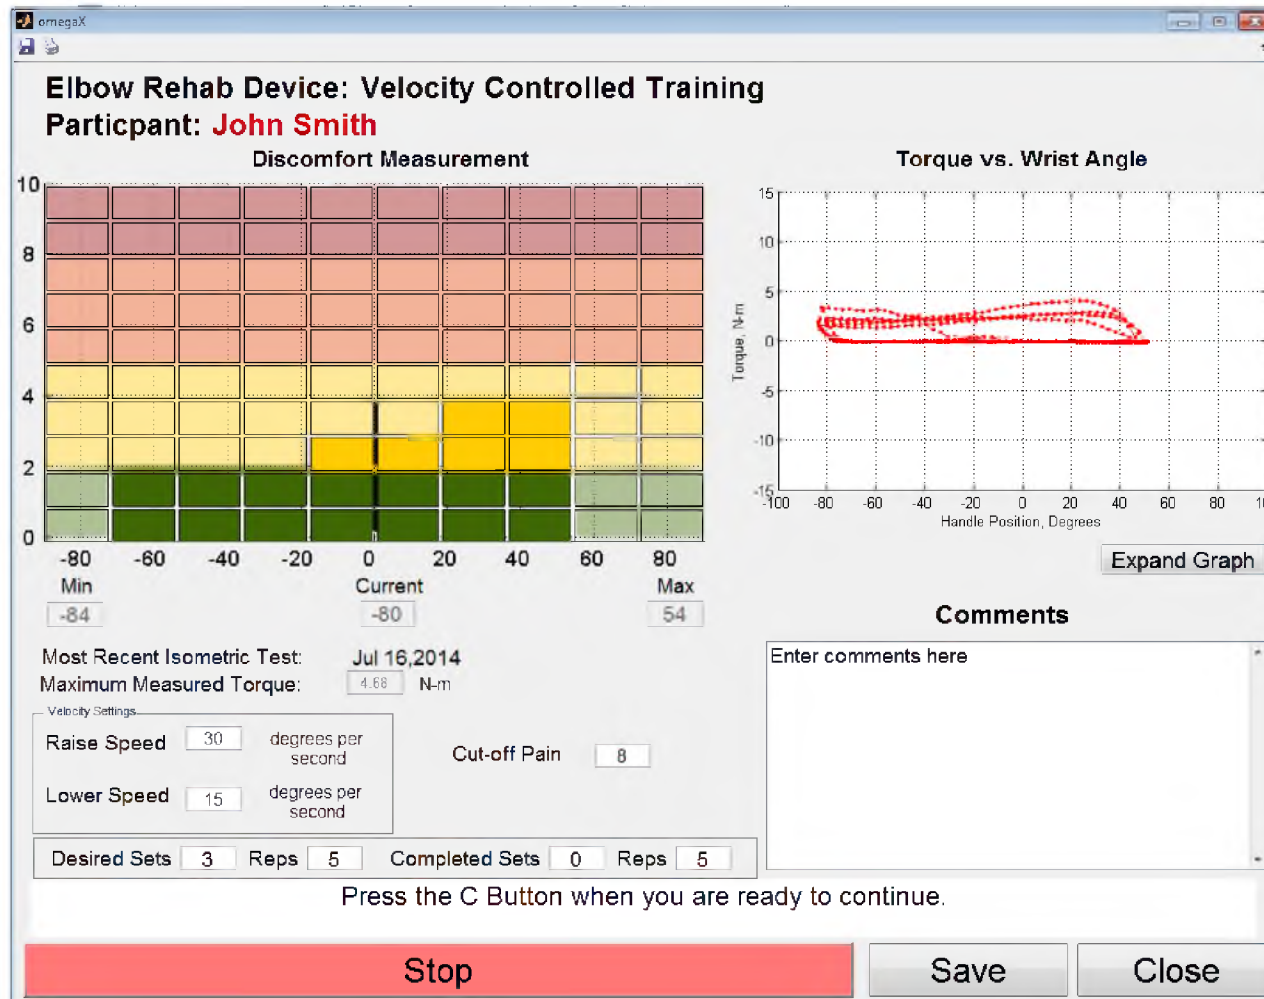 omegaX
Elbow Rehab Device: Velocity Controlled Training
Particpant: John Smith
Discomfort Measurement
10
8
6
4
2
0
-80 -60 -40 -20 0 20 40 60 80
Min Current Max
-84 -80 54
Torque vs. Wrist Angle
15
10
5
0
-5
-10
-15
Torque, N-m
-100 -80 -60 -40 -20 0 20 40 60 80
Handle Position, Degrees
Expand Graph
Most Recent Isometric Test: Jul 16,2014
Maximum Measured Torque: 4.68 N-m
Velocity Settings
Raise Speed 30 degrees per
second
Lower Speed 15 degrees per
second
Cut-off Pain 8
Desired Sets 3 Reps 5 Completed Sets 0 Reps 5
Comments
Enter comments here
Press the C Button when you are ready to continue.
Stop Save Close